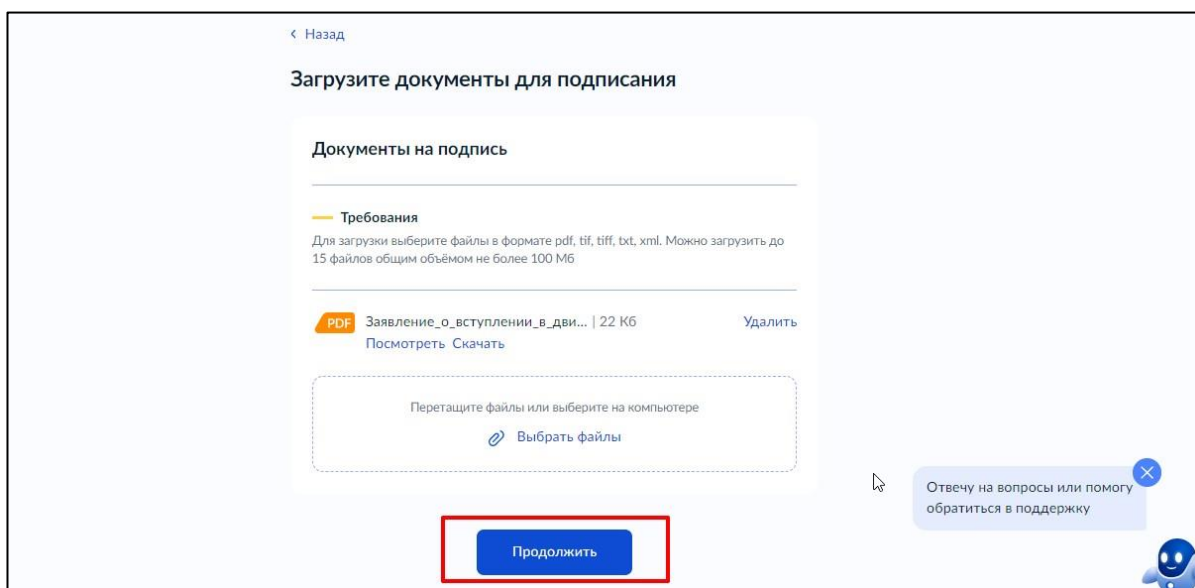 Назад
Загрузите документы для подписания
Документы на подпись
Требования
Для загрузки выберите файлы в формате pdf, tif, tiff, txt, xml. Можно загрузить до
15 файлов общим объёмом не более 100 Мб
PDF Заявление_о_вступлении_в_дви... | 22 Кб Удалить
Посмотреть Скачать
Перетащите файлы или выберите на компьютере
Выбрать файлы
Отвечу на вопросы или помогу
обратиться в поддержку
Продолжить